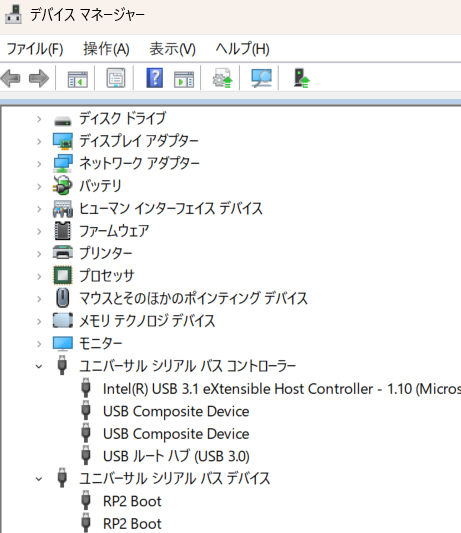 デバイス マネージャー
ファイル(F) 操作(A) 表示(V) ヘルプ(H)
ディスク ドライブ
ディスプレイ アダプター
ネットワーク アダプター
バッテリ
ヒューマン インターフェイス デバイス
ファームウェア
プリンター
プロセッサ
マウスとそのほかのポインティング デバイス
メモリ テクノロジ デバイス
モニター
ユニバーサル シリアル バス コントローラー
Intel(R) USB 3.1 eXtensible Host Controller - 1.10 (Micros
USB Composite Device
USB Composite Device
USB ルート ハブ (USB 3.0)
ユニバーサル シリアル バス デバイス
RP2 Boot
RP2 Boot